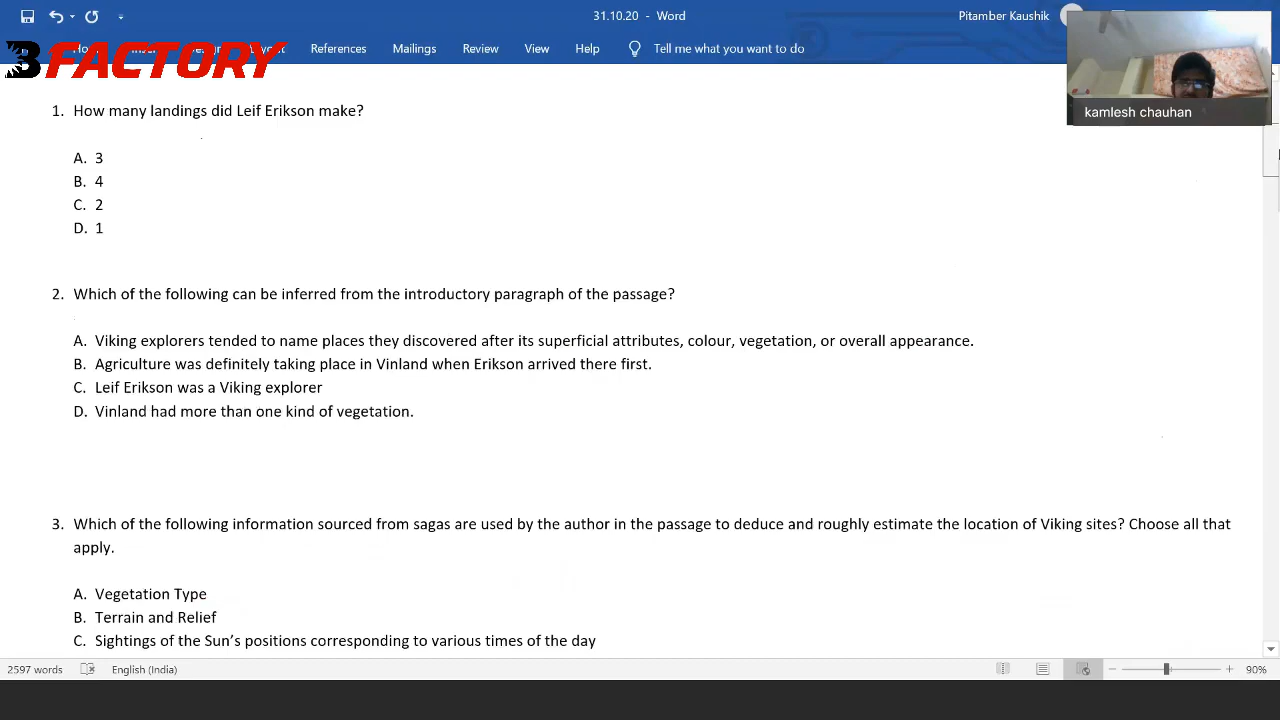 31.10.20 - Word
Pitamber Kaushik
References Mailings Review View Help Tell me what you want to do
3FACTORY
kamlesh chauhan
1. How many landings did Leif Erikson make?
A. 3
B. 4
C. 2
D. 1
2. Which of the following can be inferred from the introductory paragraph of the passage?
A. Viking explorers tended to name places they discovered after its superficial attributes, colour, vegetation, or overall appearance.
B. Agriculture was definitely taking place in Vinland when Erikson arrived there first.
C. Leif Erikson was a Viking explorer
D. Vinland had more than one kind of vegetation.
3. Which of the following information sourced from sagas are used by the author in the passage to deduce and roughly estimate the location of Viking sites? Choose all that
apply.
A. Vegetation Type
B. Terrain and Relief
C. Sightings of the Sun's positions corresponding to various times of the day
2597 words English (India) 90%